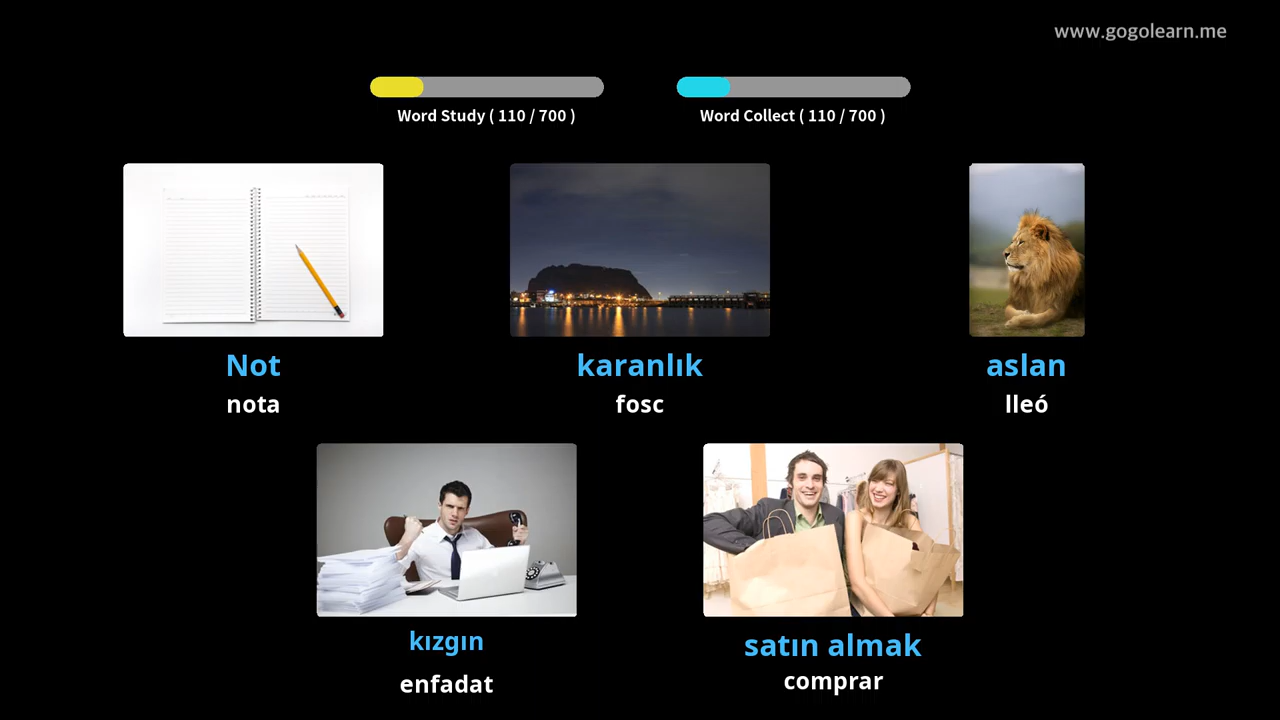 www.gogolearn.me
Word Study ( 110 / 700 )
Word Collect ( 110 / 700 )
Not
nota
karanlık
fosc
aslan
lleó
kızgın
enfadat
satın almak
comprar